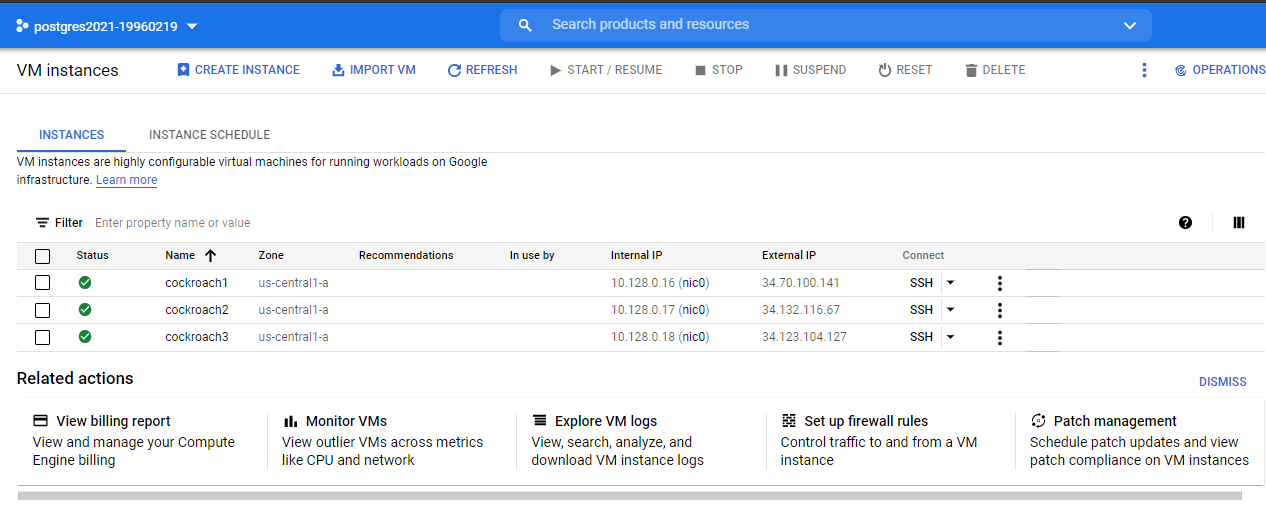 postgres2021-19960219 Search products and resources
VM instances CREATE INSTANCE IMPORT VM REFRESH START / RESUME STOP SUSPEND RESET DELETE OPERATIONS
INSTANCES INSTANCE SCHEDULE
VM instances are highly configurable virtual machines for running workloads on Google
infrastructure. Learn more
Filter Enter property name or value
Status Name Zone Recommendations In use by Internal IP External IP Connect
cockroach1 us-central1-a 10.128.0.16 (nic0) 34.70.100.141 SSH
cockroach2 us-central1-a 10.128.0.17 (nic0) 34.132.116.67 SSH
cockroach3 us-central1-a 10.128.0.18 (nic0) 34.123.104.127 SSH
Related actions DISMISS
View billing report
View and manage your Compute
Engine billing
Monitor VMs
View outlier VMs across metrics
like CPU and network
Explore VM logs
View, search, analyze, and
download VM instance logs
Set up firewall rules
Control traffic to and from a VM
instance
Patch management
Schedule patch updates and view
patch compliance on VM instances